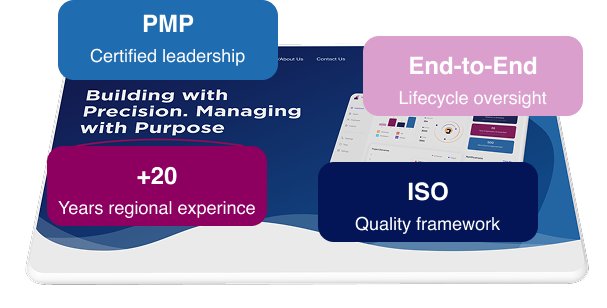 PMP
Certified leadership
About Us
Contact Us
End-to-End
Lifecycle oversight
Building with
Precision. Managing
with Purpose
+20
Years regional experince
ISO
Quality framework